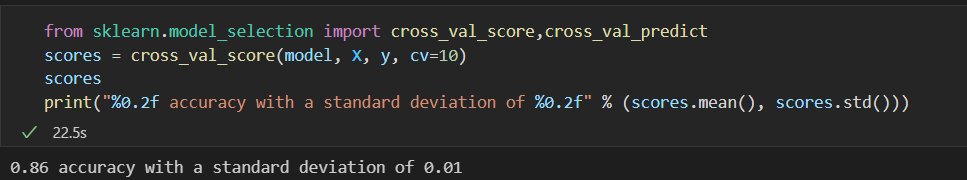 from sklearn.model_selection import cross_val_score,cross_val_predict
scores = cross_val_score(model, X, y, cv=10)
scores
print("%0.2f accuracy with a standard deviation of %0.2f" % (scores.mean(), scores.std()))
✓ 22.5s
0.86 accuracy with a standard deviation of 0.01